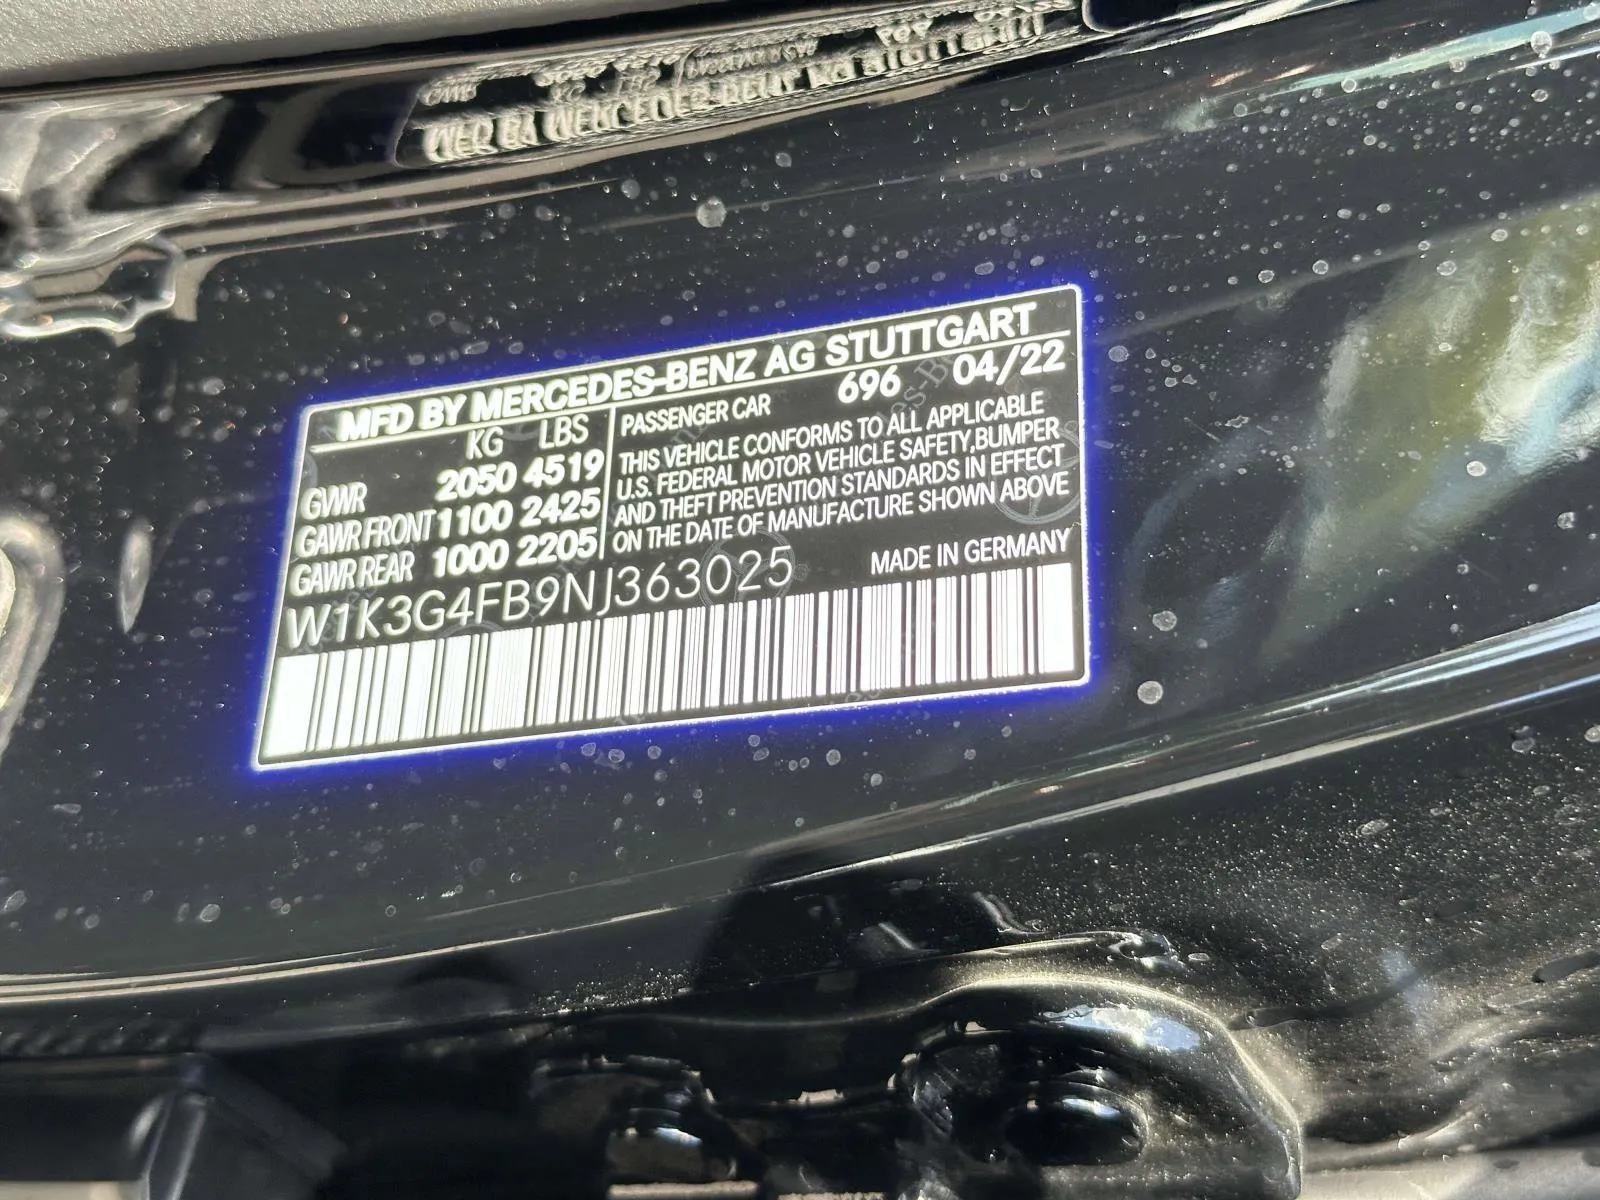 MFD BY MERCEDES-BENZ AG STUTTGART
KG LBS
GVWR 2050 4519
GAWR FRONT 1100 2425
GAWR REAR 1000 2205
PASSENGER CAR 696 04/22
THIS VEHICLE CONFORMS TO ALL APPLICABLE
U.S. FEDERAL MOTOR VEHICLE SAFETY,BUMPER
AND THEFT PREVENTION STANDARDS IN EFFECT
ON THE DATE OF MANUFACTURE SHOWN ABOVE
MADE IN GERMANY
W1K3G4FB9NJ363025